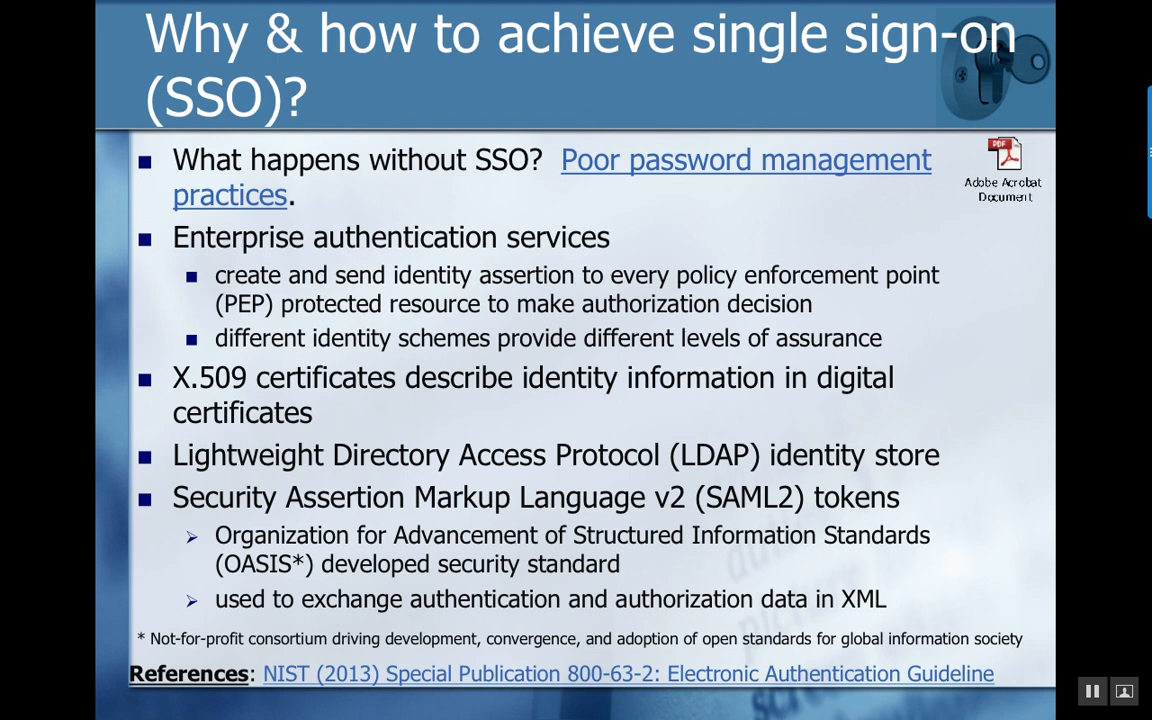 Why & how to achieve single sign-on
(SSO)?
What happens without SSO? Poor password management
practices.
Adobe Acrobat
Document
Enterprise authentication services
create and send identity assertion to every policy enforcement point
(PEP) protected resource to make authorization decision
different identity schemes provide different levels of assurance
X.509 certificates describe identity information in digital
certificates
Lightweight Directory Access Protocol (LDAP) identity store
Security Assertion Markup Language v2 (SAML2) tokens
Organization for Advancement of Structured Information Standards
(OASIS*) developed security standard
used to exchange authentication and authorization data in XML
* Not-for-profit consortium driving development, convergence, and adoption of open standards for global information society
References: NIST (2013) Special Publication 800-63-2: Electronic Authentication Guideline